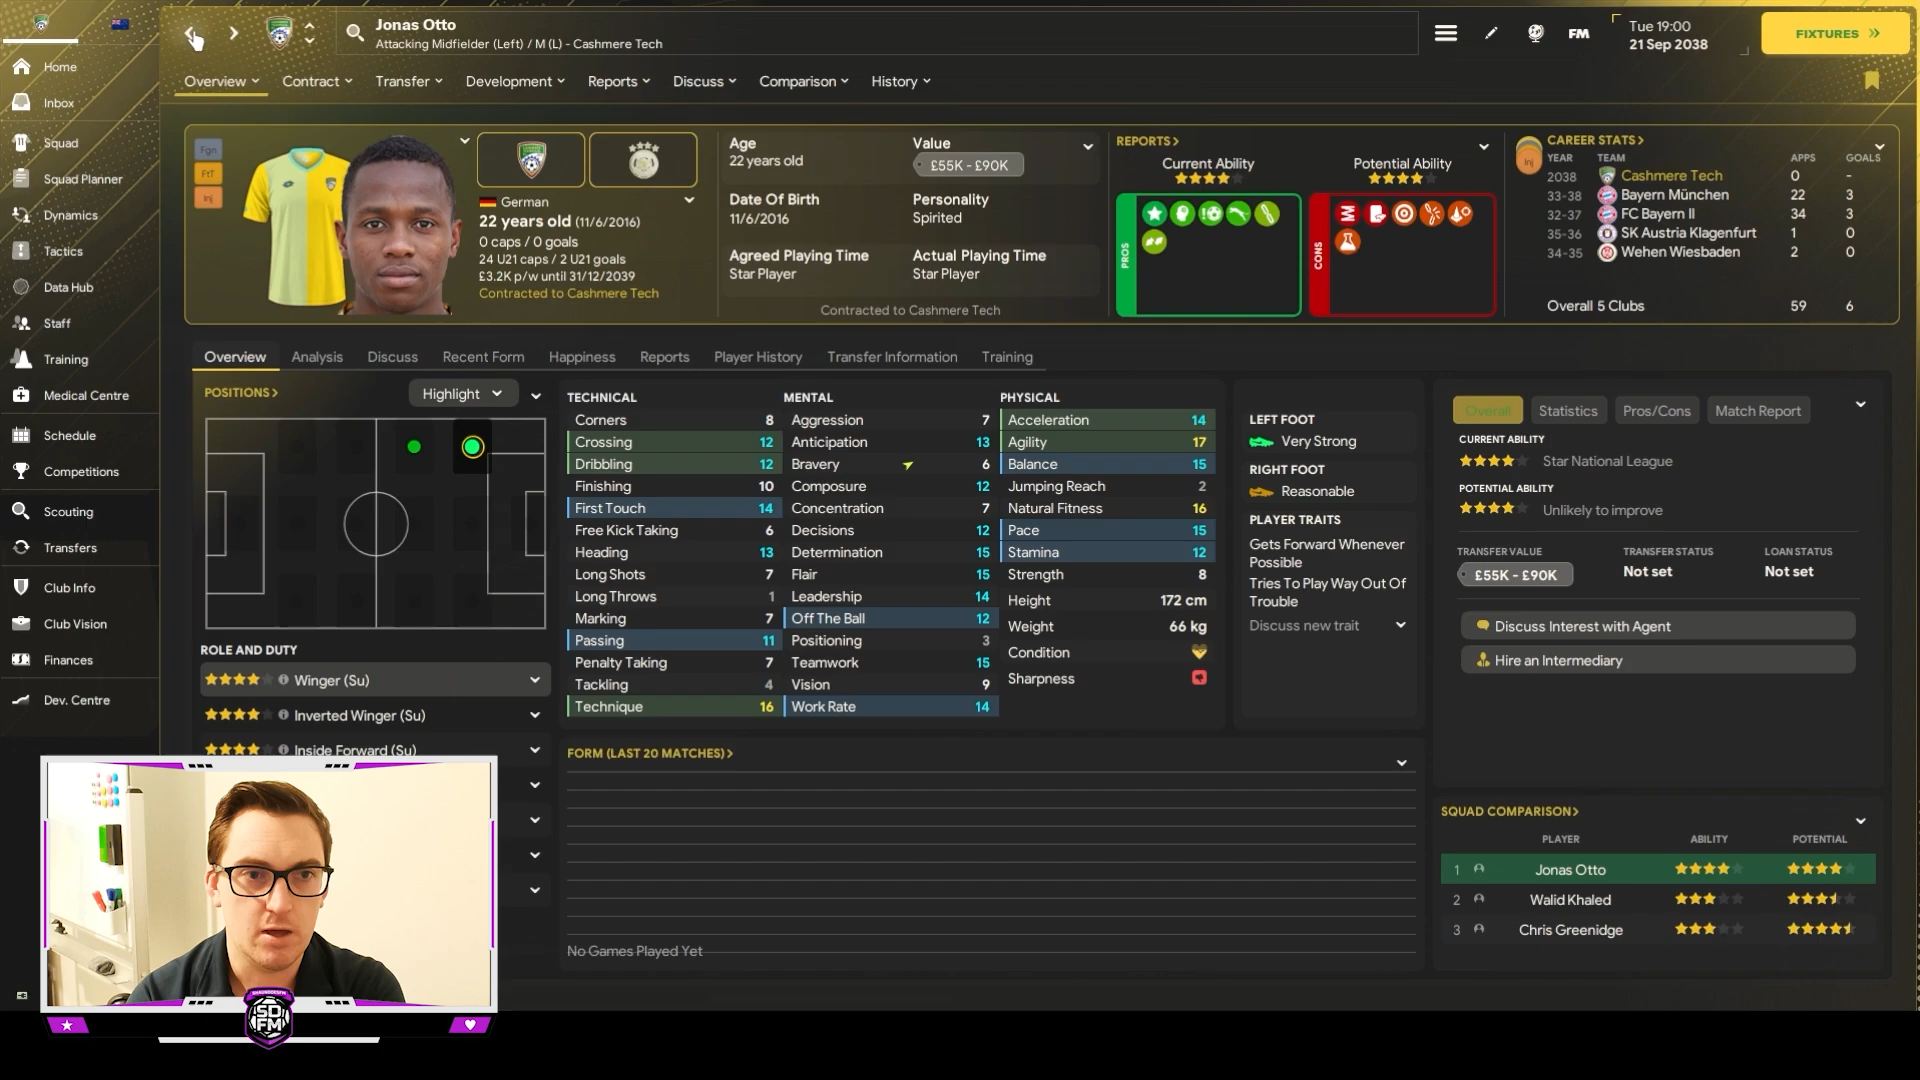 Jonas Otto
Attacking Midfielder (Left) / M (L) - Cashmere Tech
FM
Tue 19:00
21 Sep 2038
FIXTURES
Home
Inbox
Squad
Squad Planner
Dynamics
Tactics
Data Hub
Staff
Training
Medical Centre
Schedule
Competitions
Scouting
Transfers
Club Info
Club Vision
Finances
Dev. Centre
Overview
Contract
Transfer
Development
Reports
Discuss
Comparison
History
Fgn
FtT
Inj
German
22 years old (11/6/2016)
0 caps / 0 goals
24 U21 caps / 2 U21 goals
£3.2K p/w until 31/12/2039
Contracted to Cashmere Tech
Age
22 years old
Value
£55K - £90K
Date Of Birth
11/6/2016
Personality
Spirited
Agreed Playing Time
Star Player
Actual Playing Time
Star Player
Contracted to Cashmere Tech
REPORTS >
Current Ability
Potential Ability
PROS
CONS
Inj
CAREER STATS >
YEAR TEAM APPS GOALS
2038 Cashmere Tech 0 -
33-38 Bayern München 22 3
32-37 FC Bayern II 34 3
35-36 SK Austria Klagenfurt 1 0
34-35 Wehen Wiesbaden 2 0
Overall 5 Clubs 59 6
Overview
Analysis
Discuss
Recent Form
Happiness
Reports
Player History
Transfer Information
Training
POSITIONS >
Highlight
ROLE AND DUTY
Winger (Su)
Inverted Winger (Su)
Inside Forward (Su)
TECHNICAL
Corners 8
Crossing 12
Dribbling 12
Finishing 10
First Touch 14
Free Kick Taking 6
Heading 13
Long Shots 7
Long Throws 1
Marking 7
Passing 11
Penalty Taking 7
Tackling 4
Technique 16
MENTAL
Aggression 7
Anticipation 13
Bravery 6
Composure 12
Concentration 7
Decisions 12
Determination 15
Flair 15
Leadership 14
Off The Ball 12
Positioning 3
Teamwork 15
Vision 9
Work Rate 14
PHYSICAL
Acceleration 14
Agility 17
Balance 15
Jumping Reach 2
Natural Fitness 16
Pace 15
Stamina 12
Strength 8
Height 172 cm
Weight 66 kg
Condition
Sharpness
LEFT FOOT
Very Strong
RIGHT FOOT
Reasonable
PLAYER TRAITS
Gets Forward Whenever
Possible
Tries To Play Way Out Of
Trouble
Discuss new trait
Overall
Statistics
Pros/Cons
Match Report
CURRENT ABILITY
Star National League
POTENTIAL ABILITY
Unlikely to improve
TRANSFER VALUE
£55K - £90K
TRANSFER STATUS
Not set
LOAN STATUS
Not set
Discuss Interest with Agent
Hire an Intermediary
FORM (LAST 20 MATCHES) >
No Games Played Yet
SQUAD COMPARISON >
PLAYER ABILITY POTENTIAL
1 Jonas Otto
2 Walid Khaled
3 Chris Greenidge
SD
FM